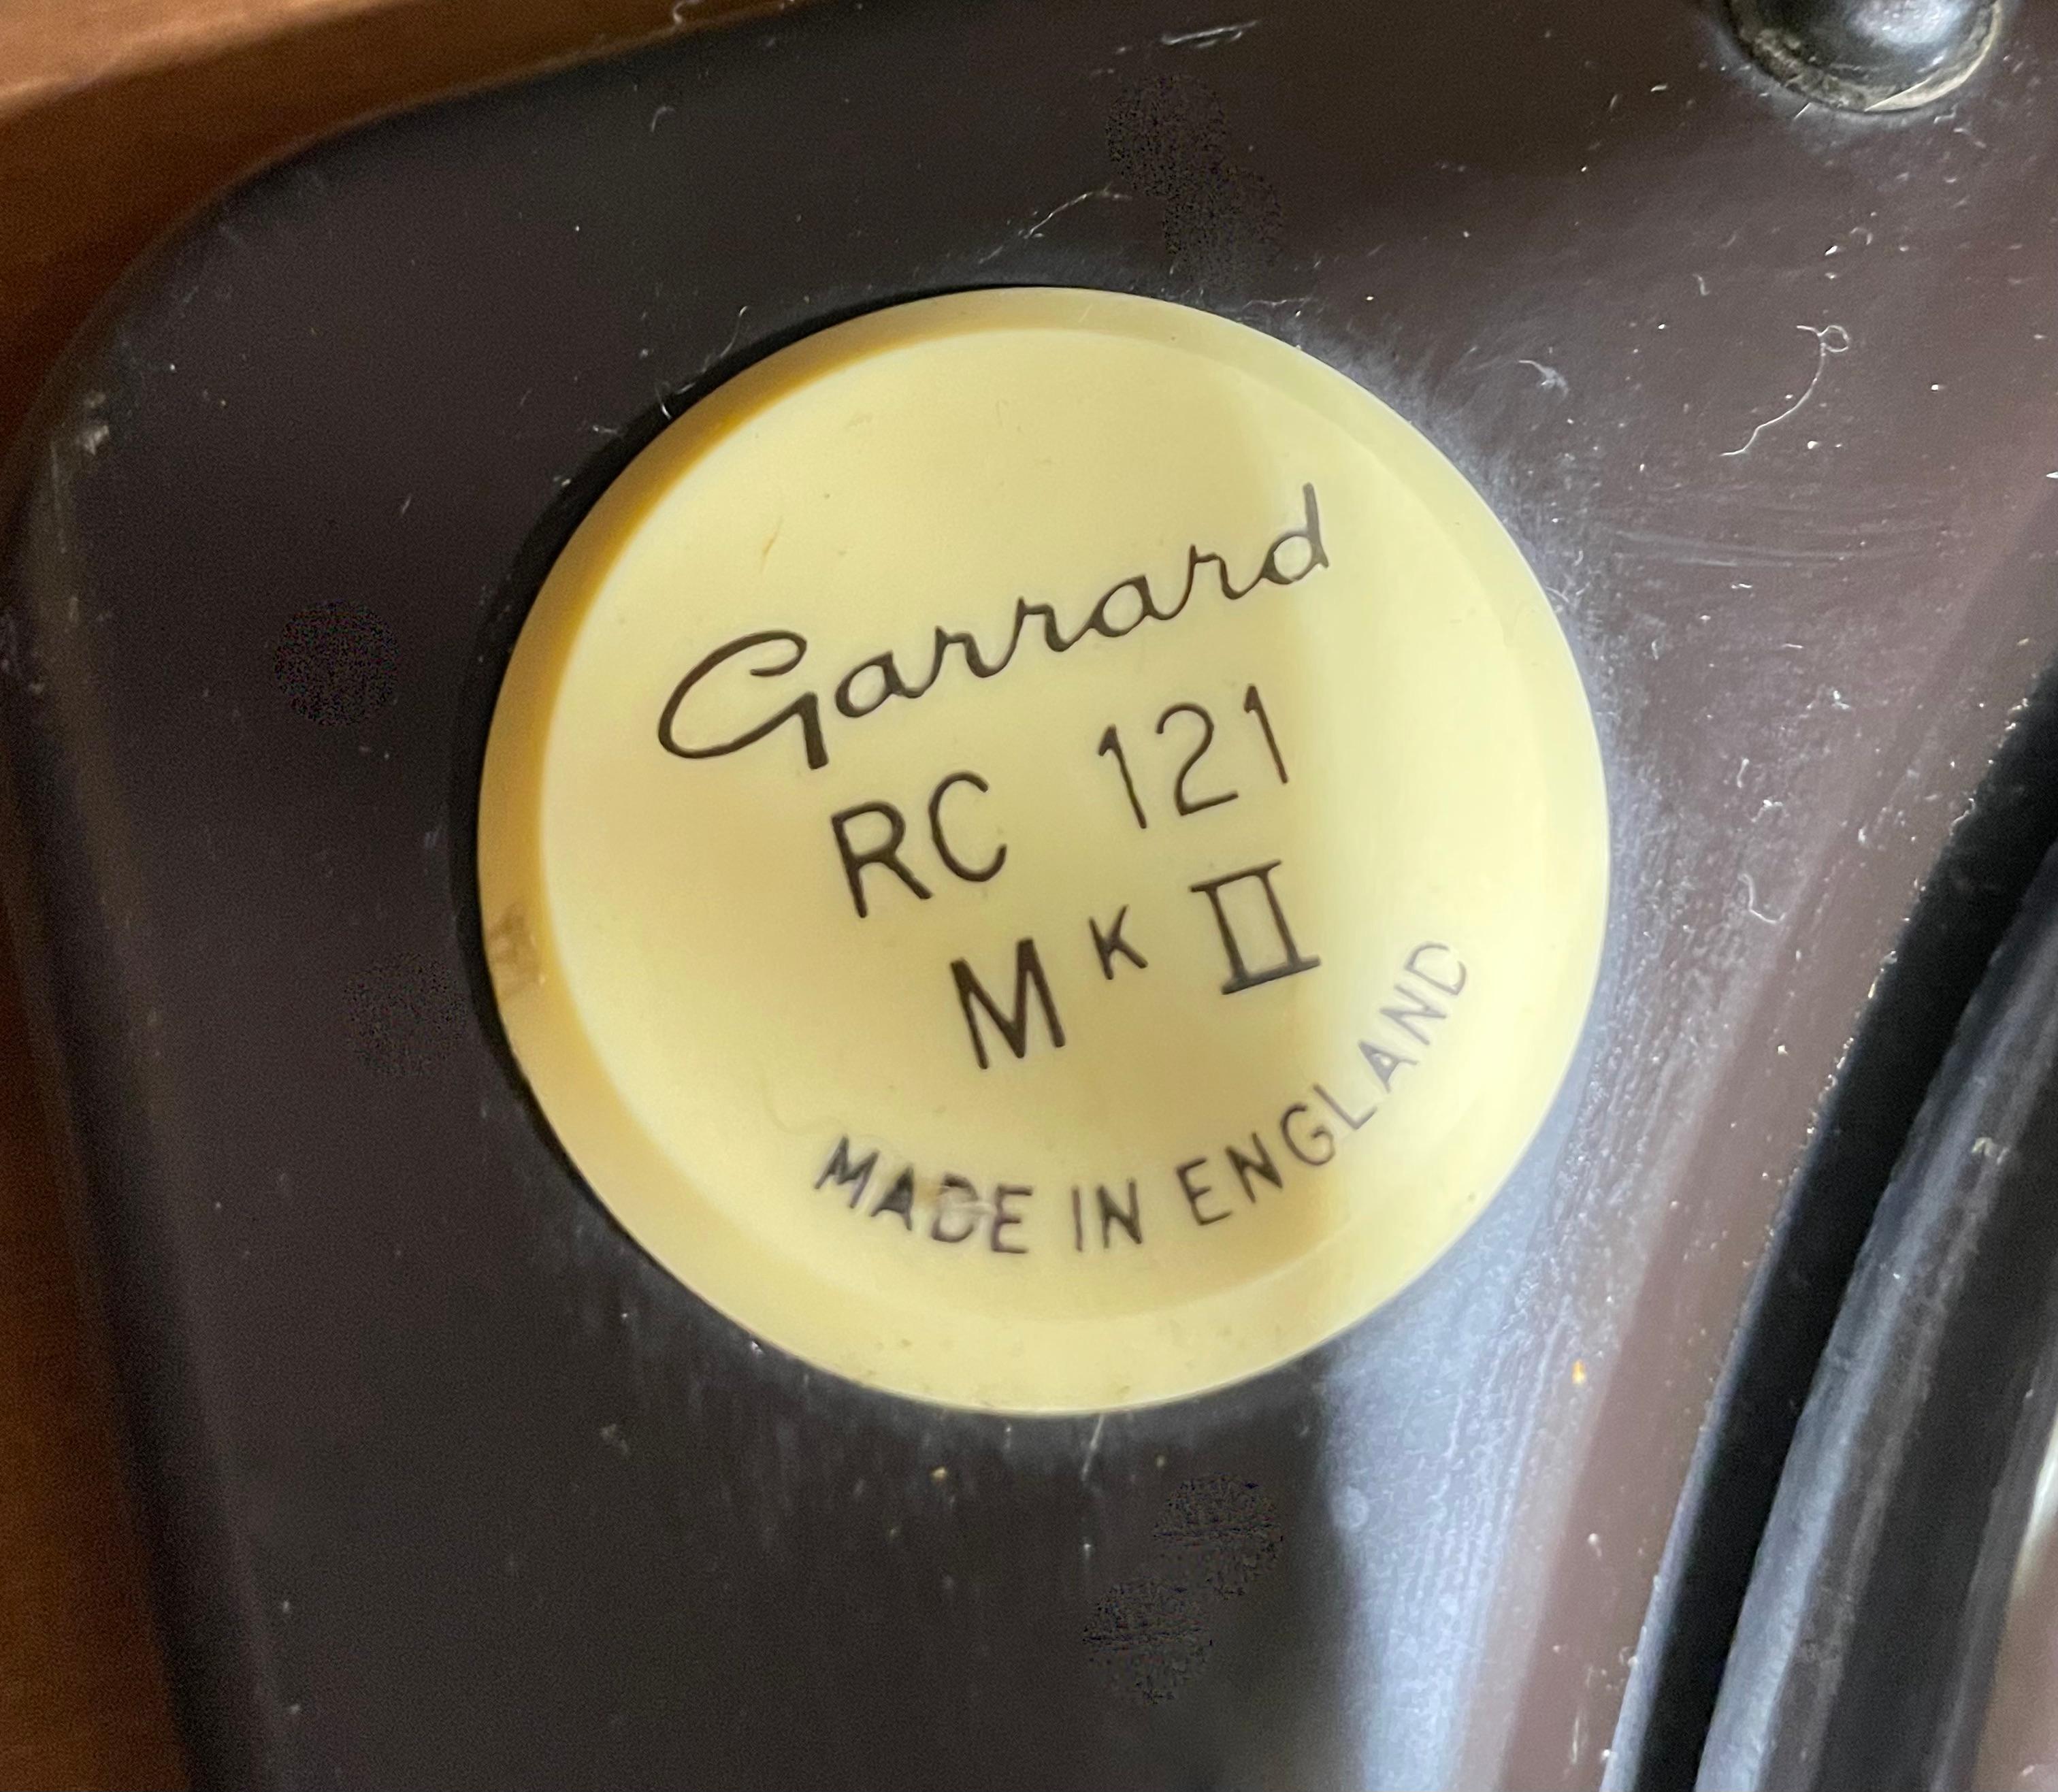 Garrard
RC 121
MK II
MADE IN ENGLAND